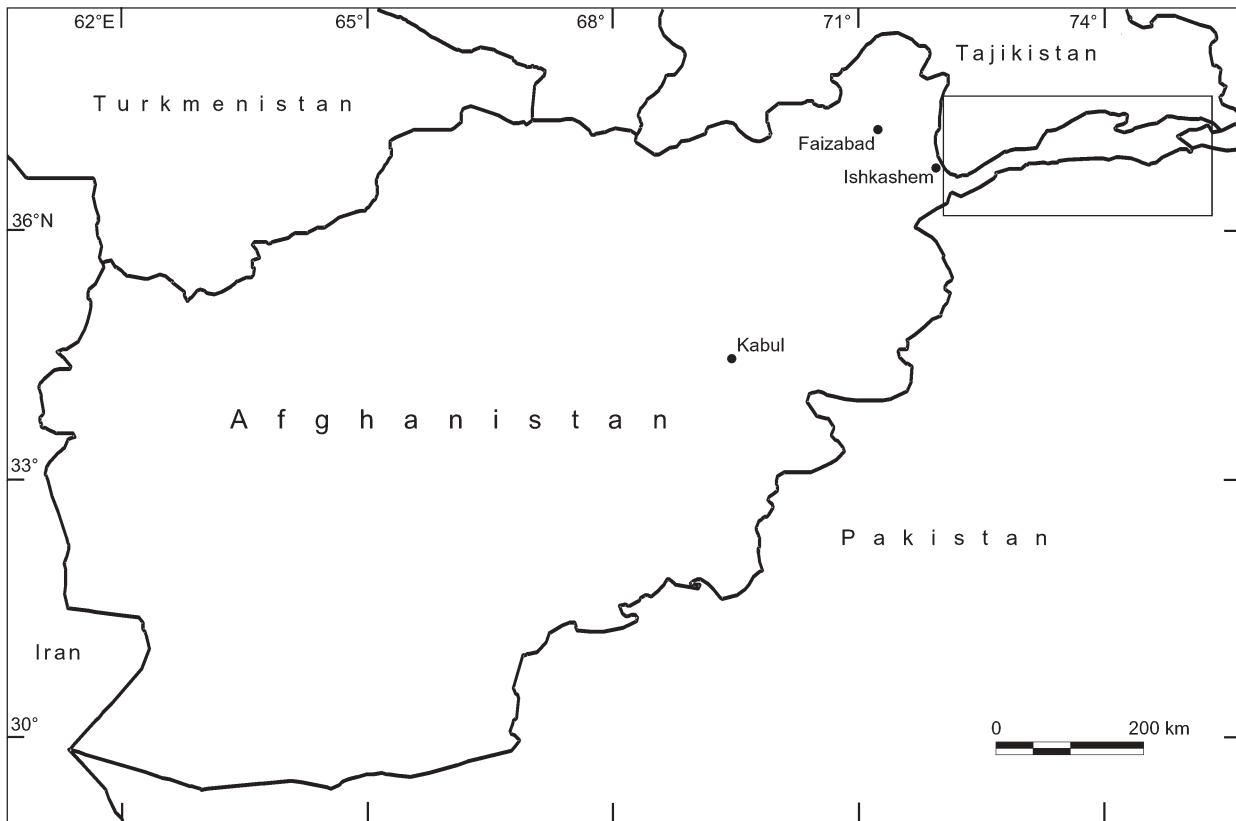 62°E 65° 68° 71° 74°
Tajikistan
Turkmenistan
Faizabad
Ishkashem
36°N
Kabul
Afghanistan
33°
Pakistan
Iran
30°
0 200 km